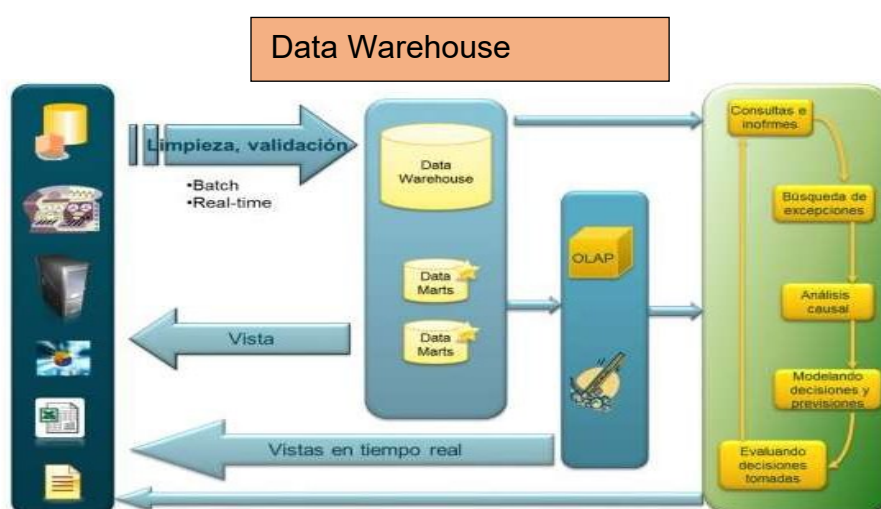 Data Warehouse
Limpieza, validación
•Batch
•Real-time
Data
Warehouse
Data
Marts
Data
Marts
Vista
Vistas en tiempo real
OLAP
Consultas e
inofrmes
Búsqueda de
excepciones
Análisis
causal
Modelando
decisiones y
previsiones
Evaluando
decisiones
tomadas